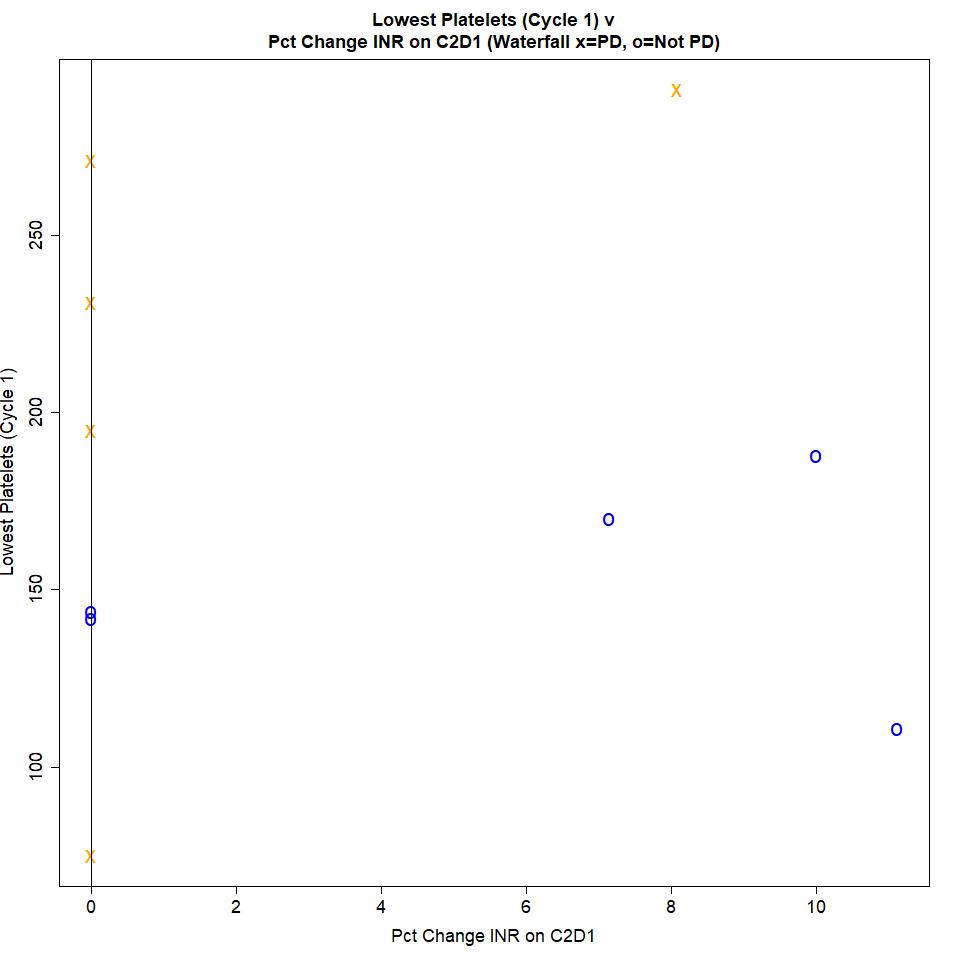 Lowest Platelets (Cycle 1) v
Pct Change INR on C2D1 (Waterfall x=PD, o=Not PD)
Lowest Platelets (Cycle 1)
250
200
150
100
x
x
x
x
x
o
o
o
o
o
0 2 4 6 8 10
Pct Change INR on C2D1